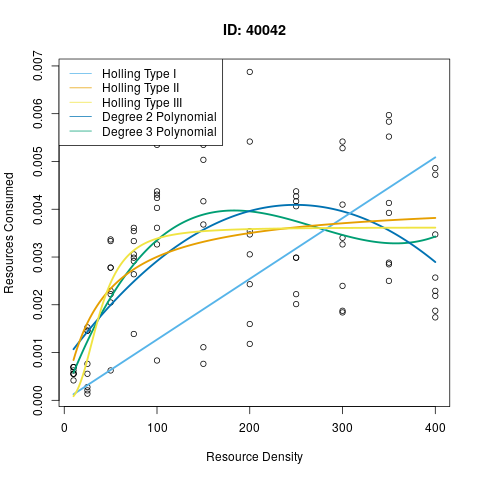 ID: 40042
Holling Type I
Holling Type II
Holling Type III
Degree 2 Polynomial
Degree 3 Polynomial
Resources Consumed
0.007
0.006
0.005
0.004
0.003
0.002
0.001
0.000
0 100 200 300 400
Resource Density